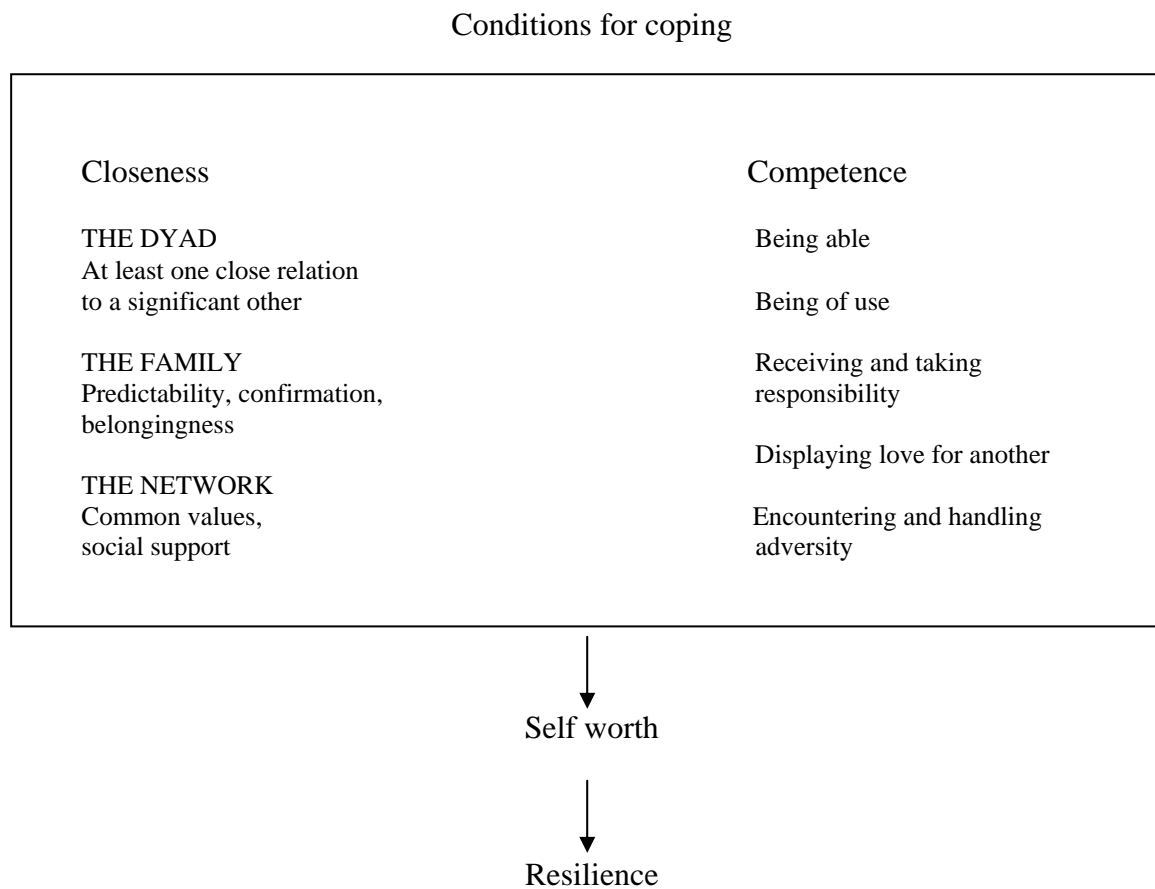 Conditions for coping
Closeness
THE DYAD
At least one close relation
to a significant other
THE FAMILY
Predictability, confirmation,
belongingness
THE NETWORK
Common values,
social support
Competence
Being able
Being of use
Receiving and taking
responsibility
Displaying love for another
Encountering and handling
adversity
Self worth
Resilience